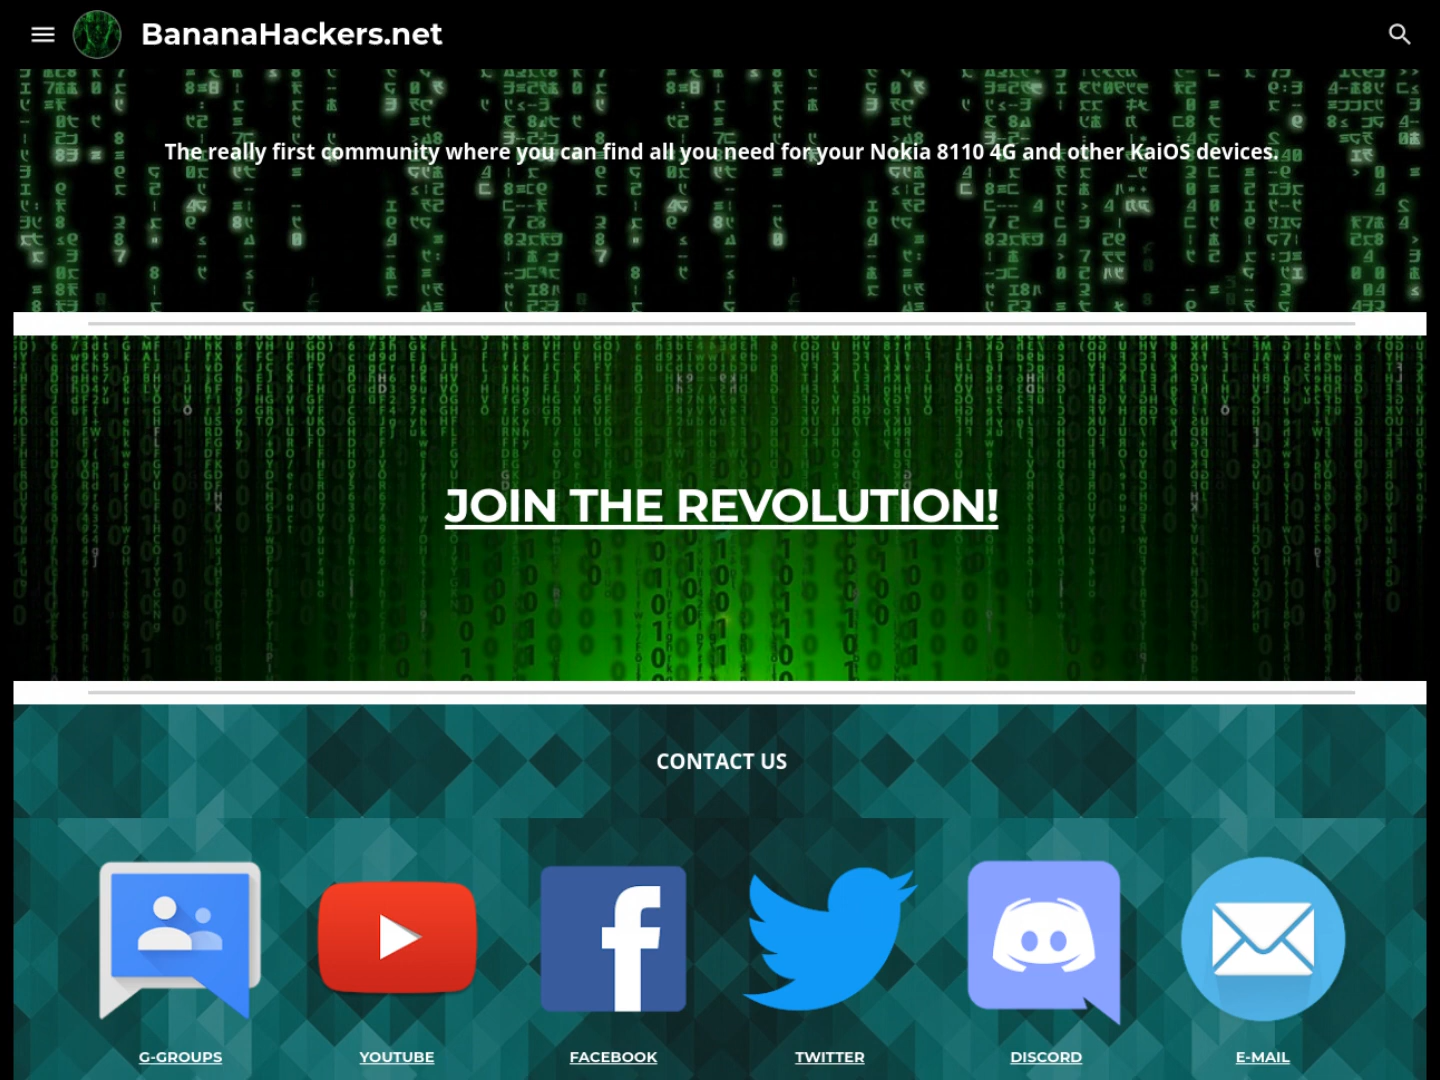 BananaHackers.net
The really first community where you can find all you need for your Nokia 8110 4G and other KaiOS devices.
JOIN THE REVOLUTION!
CONTACT US
G-GROUPS
YOUTUBE
FACEBOOK
TWITTER
DISCORD
E-MAIL